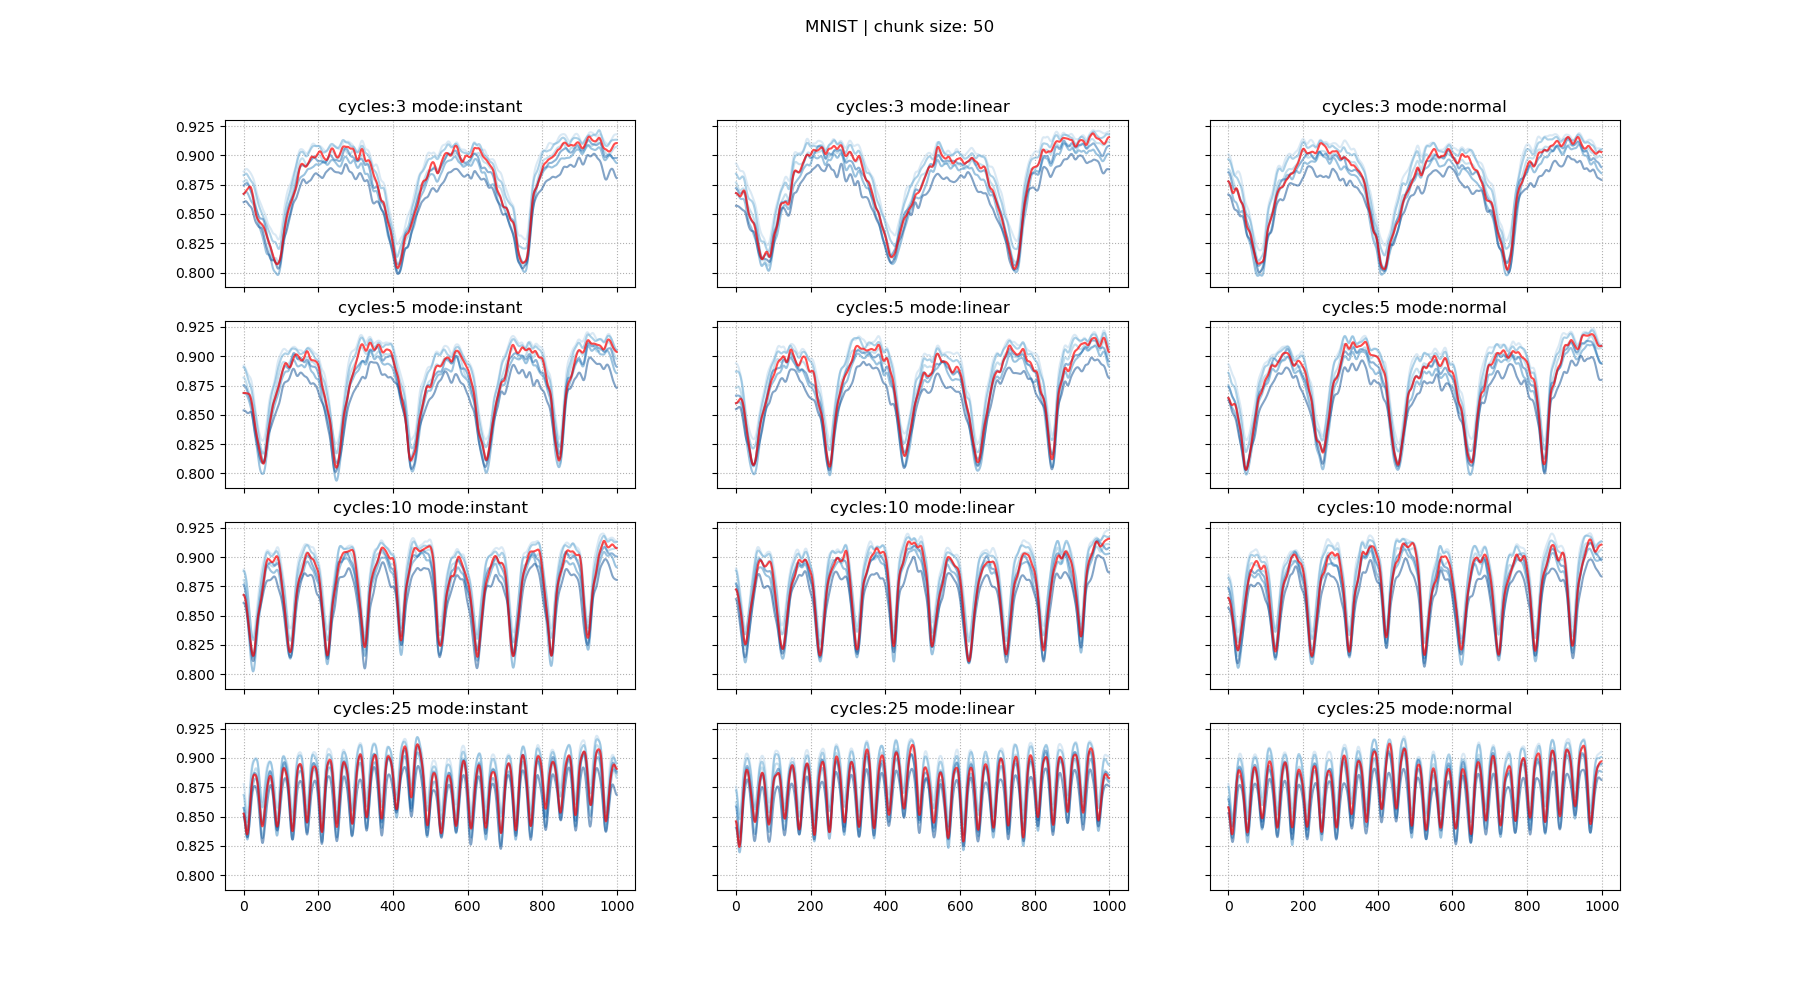 MNIST | chunk size: 50
cycles:3 mode:instant
cycles:3 mode:linear
cycles:3 mode:normal
0.925
0.900
0.875
0.850
0.825
0.800
cycles:5 mode:instant
cycles:5 mode:linear
cycles:5 mode:normal
0.925
0.900
0.875
0.850
0.825
0.800
cycles:10 mode:instant
cycles:10 mode:linear
cycles:10 mode:normal
0.925
0.900
0.875
0.850
0.825
0.800
cycles:25 mode:instant
cycles:25 mode:linear
cycles:25 mode:normal
0.925
0.900
0.875
0.850
0.825
0.800
0 200 400 600 800 1000
0 200 400 600 800 1000
0 200 400 600 800 1000